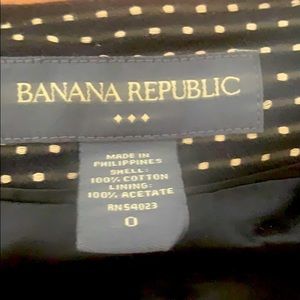 BANANA REPUBLIC
MADE IN
PHILIPPINES
SHELL:
100% COTTON
LINING:
100% ACETATE
RN54023
0